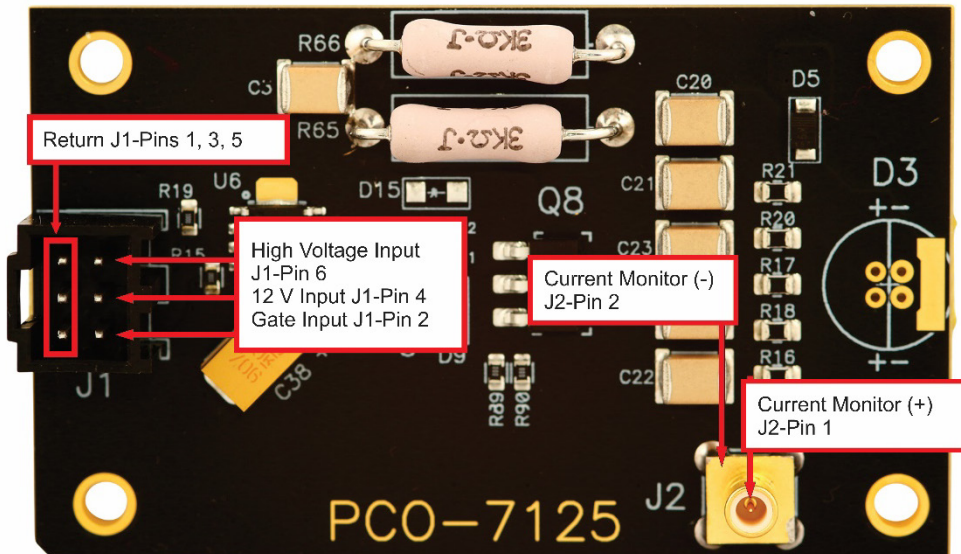 R66
3KΩ·J
C3
R65
3KΩ·J
C20
D5
Return J1-Pins 1, 3, 5
R19
U6
D15
C21
R21
D3
+ -
Q8
R20
High Voltage Input
J1-Pin 6
12 V Input J1-Pin 4
Gate Input J1-Pin 2
R15
2
1
C23
R17
Current Monitor (-)
J2-Pin 2
R18
+ -
D9
J1
C38
R89
R90
C22
R16
Current Monitor (+)
J2-Pin 1
J2
PCO-7125